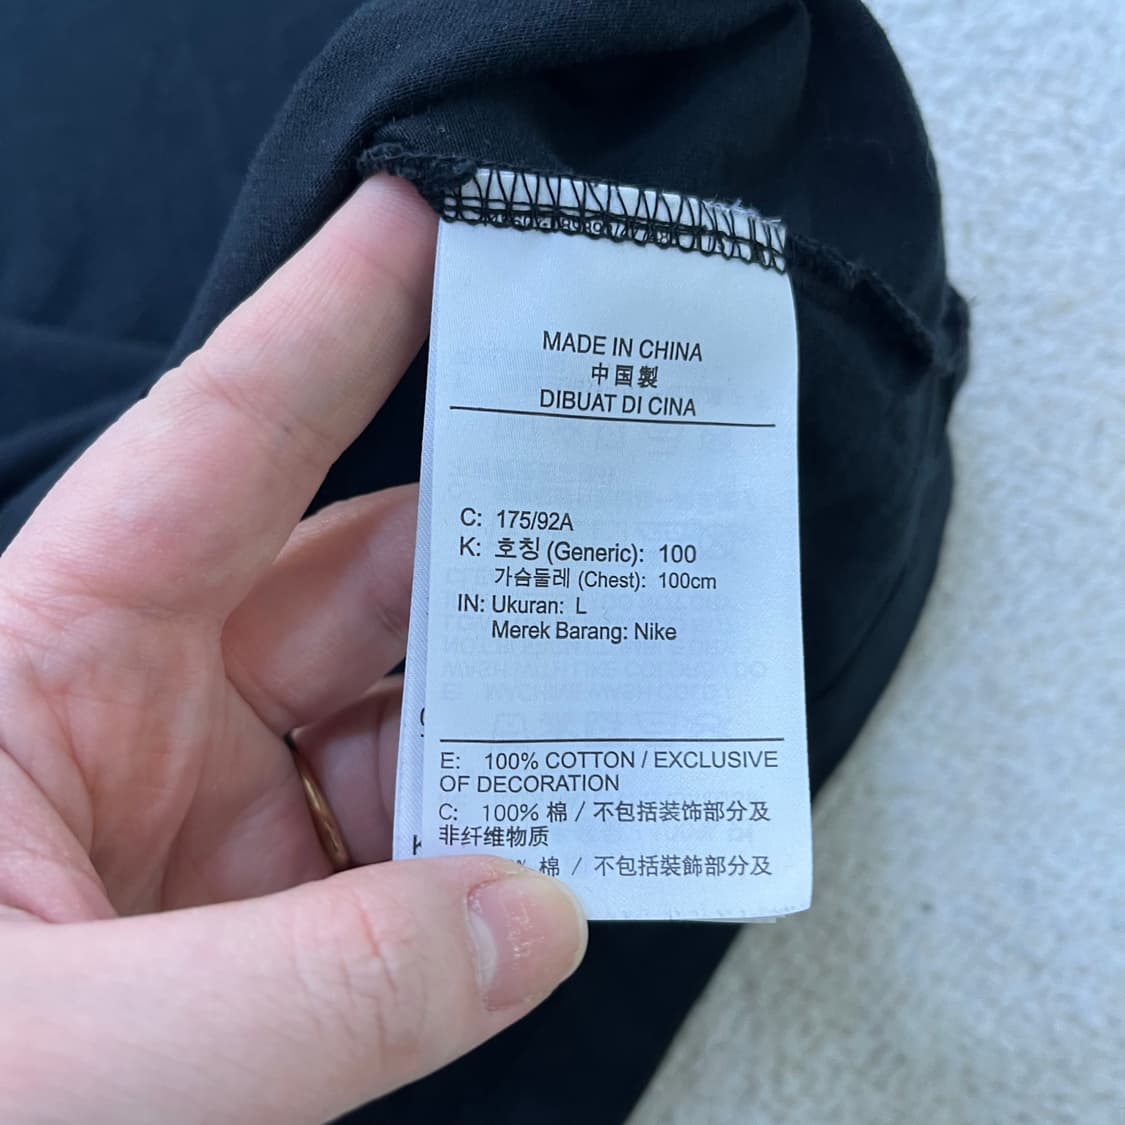 MADE IN CHINA
中国製
DIBUAT DI CINA
C: 175/92A
K: 호칭 (Generic): 100
가슴둘레 (Chest): 100cm
IN: Ukuran: L
Merek Barang: Nike
E: 100% COTTON / EXCLUSIVE
OF DECORATION
C: 100% 棉 / 不包括装饰部分及
非纤维物质
% 棉 / 不包括裝飾部分及